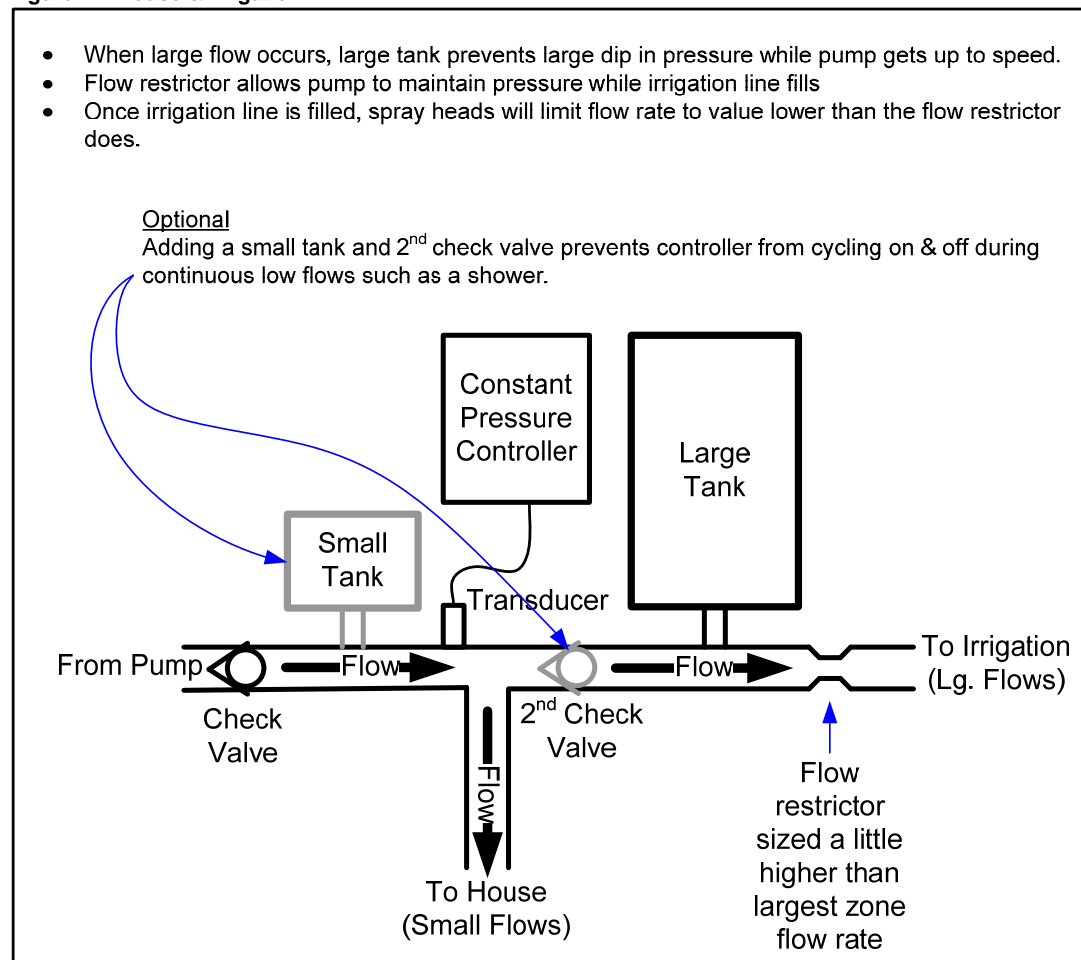 • When large flow occurs, large tank prevents large dip in pressure while pump gets up to speed.
• Flow restrictor allows pump to maintain pressure while irrigation line fills
• Once irrigation line is filled, spray heads will limit flow rate to value lower than the flow restrictor
does.
Optional
Adding a small tank and 2nd check valve prevents controller from cycling on & off during
continuous low flows such as a shower.
Constant
Pressure
Controller
Large
Tank
Small
Tank
Transducer
From Pump
Flow
Flow
To Irrigation
(Lg. Flows)
Check
Valve
2nd Check
Valve
Flow
To House
(Small Flows)
Flow
restrictor
sized a little
higher than
largest zone
flow rate